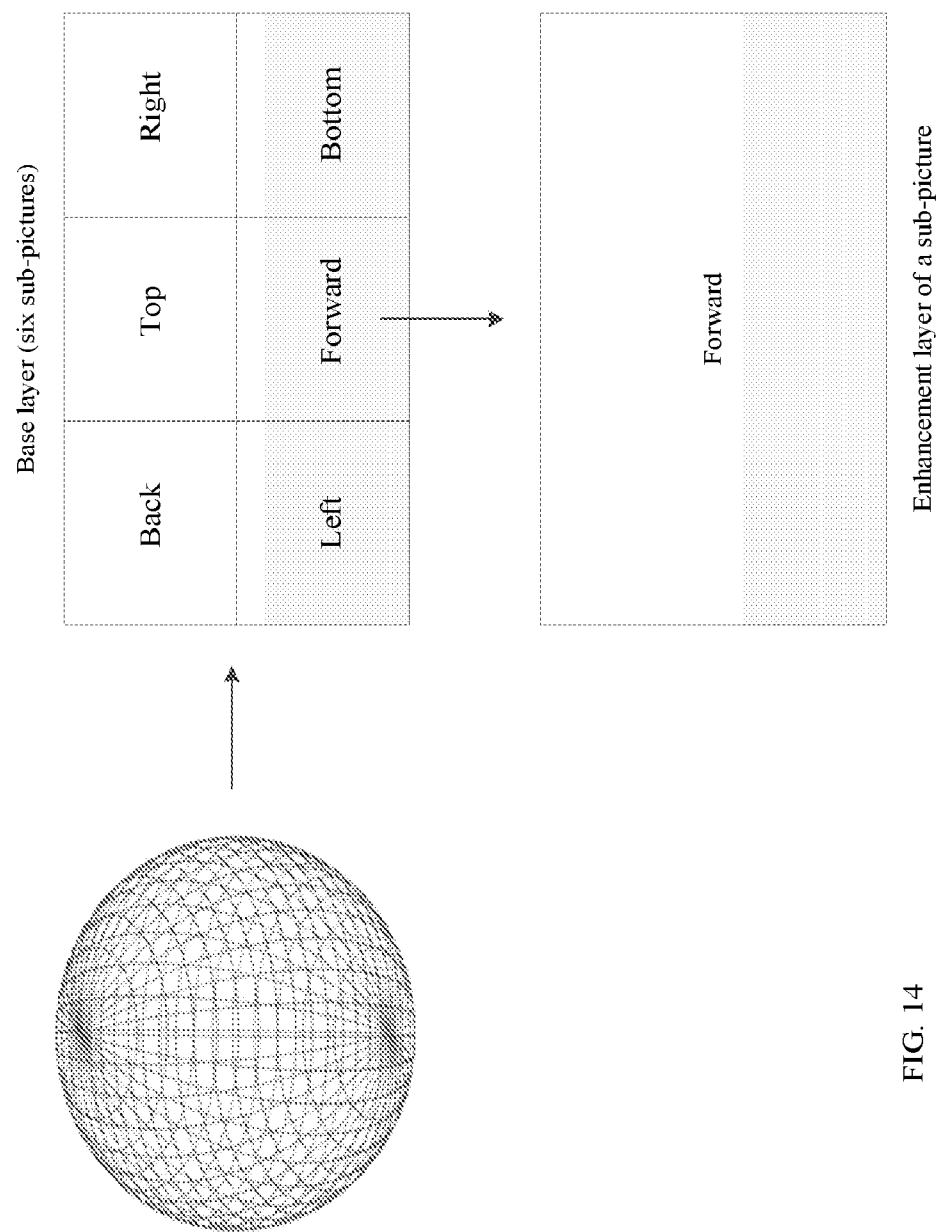 Base layer (six sub-pictures)
Back
Top
Right
Left
Forward
Bottom
Forward
Enhancement layer of a sub-picture
FIG. 14